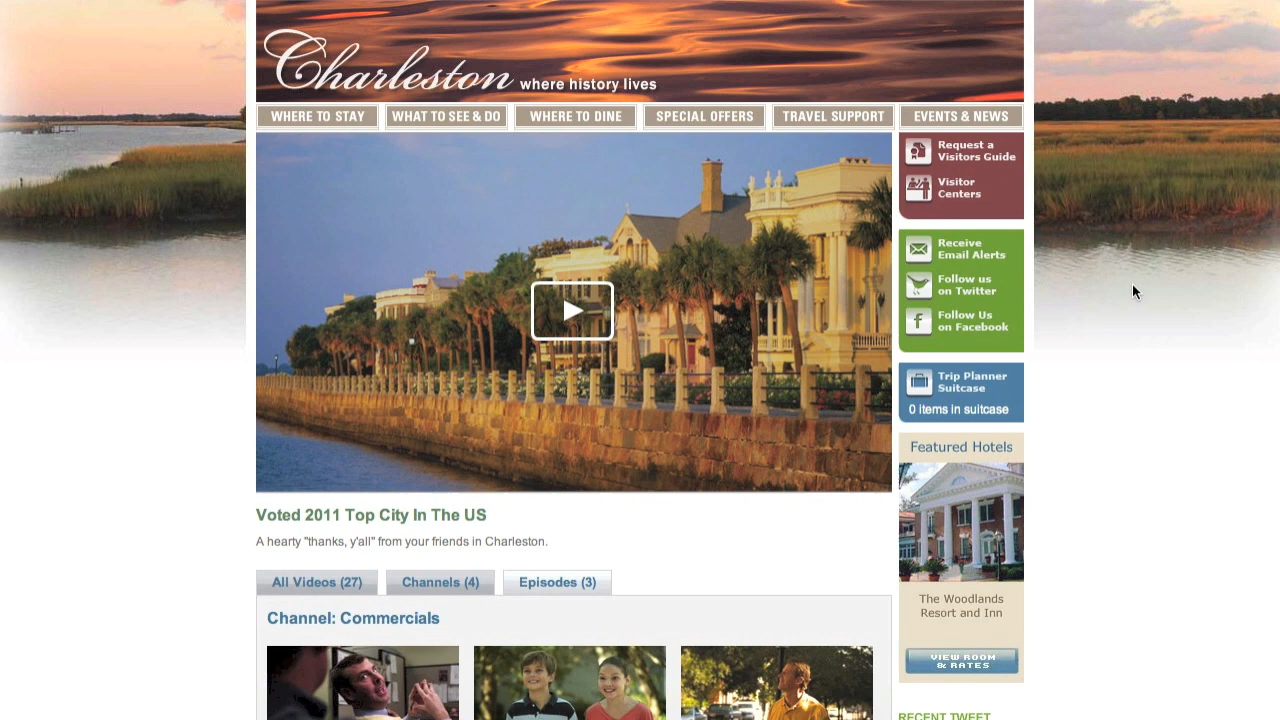 Charleston where history lives
WHERE TO STAY
WHAT TO SEE & DO
WHERE TO DINE
SPECIAL OFFERS
TRAVEL SUPPORT
EVENTS & NEWS
Request a
Visitors Guide
Visitor
Centers
Receive
Email Alerts
Follow us
on Twitter
f
Follow Us
on Facebook
Trip Planner
Suitcase
0 items in suitcase
Featured Hotels
The Woodlands
Resort and Inn
VIEW ROOM
& RATES
RECENT TWEET
Voted 2011 Top City In The US
A hearty "thanks, y'all" from your friends in Charleston.
All Videos (27)
Channels (4)
Episodes (3)
Channel: Commercials